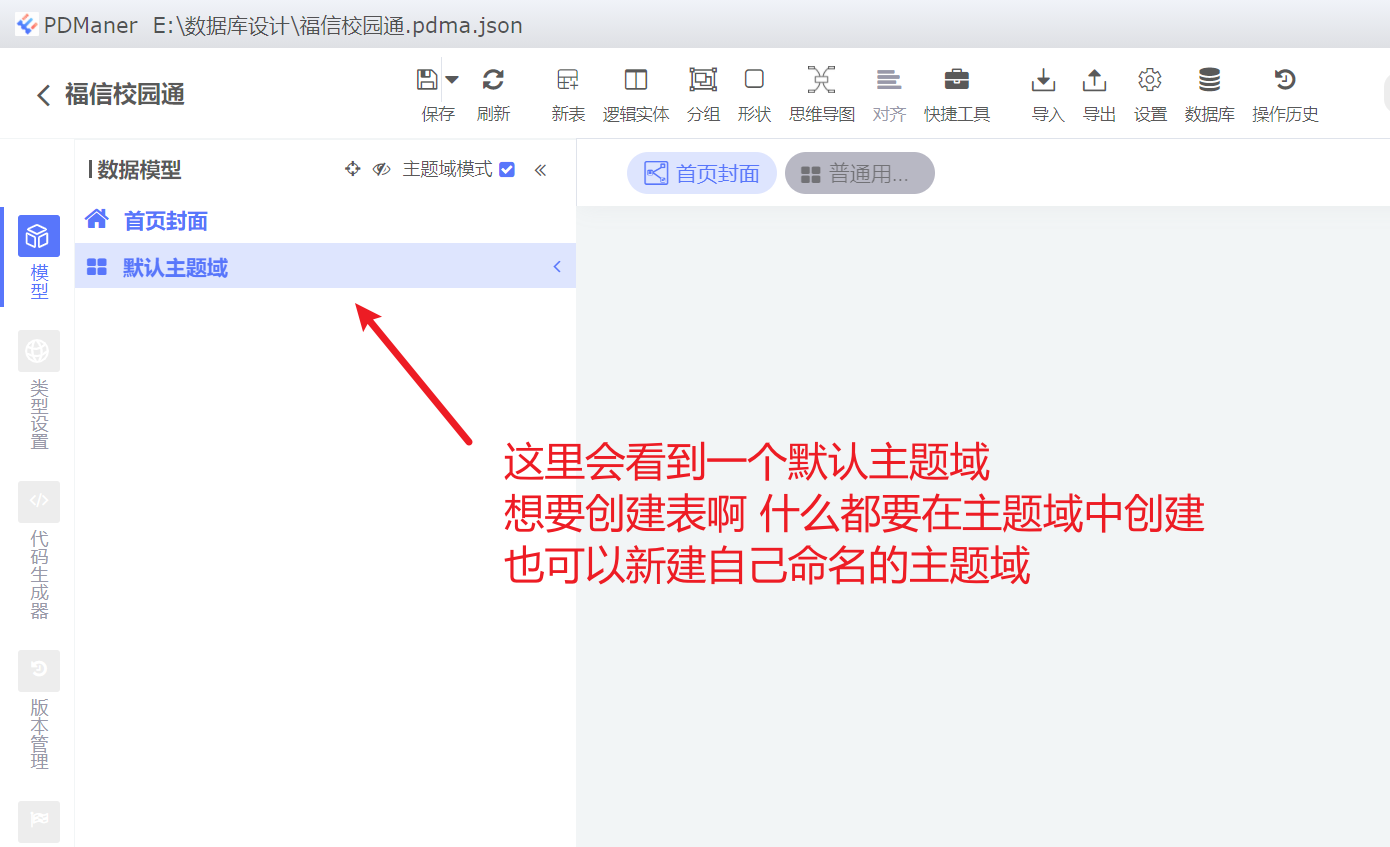 PDManer E:\数据库设计\福信校园通.pdma.json
福信校园通
保存 刷新 新表 逻辑实体 分组 形状 思维导图 对齐 快捷工具 导入 导出 设置 数据库 操作历史
数据模型 主题域模式
首页封面 普通用...
首页封面
默认主题域
模型
类型设置
代码生成器
版本管理
这里会看到一个默认主题域
想要创建表啊 什么都要在主题域中创建
也可以新建自己命名的主题域